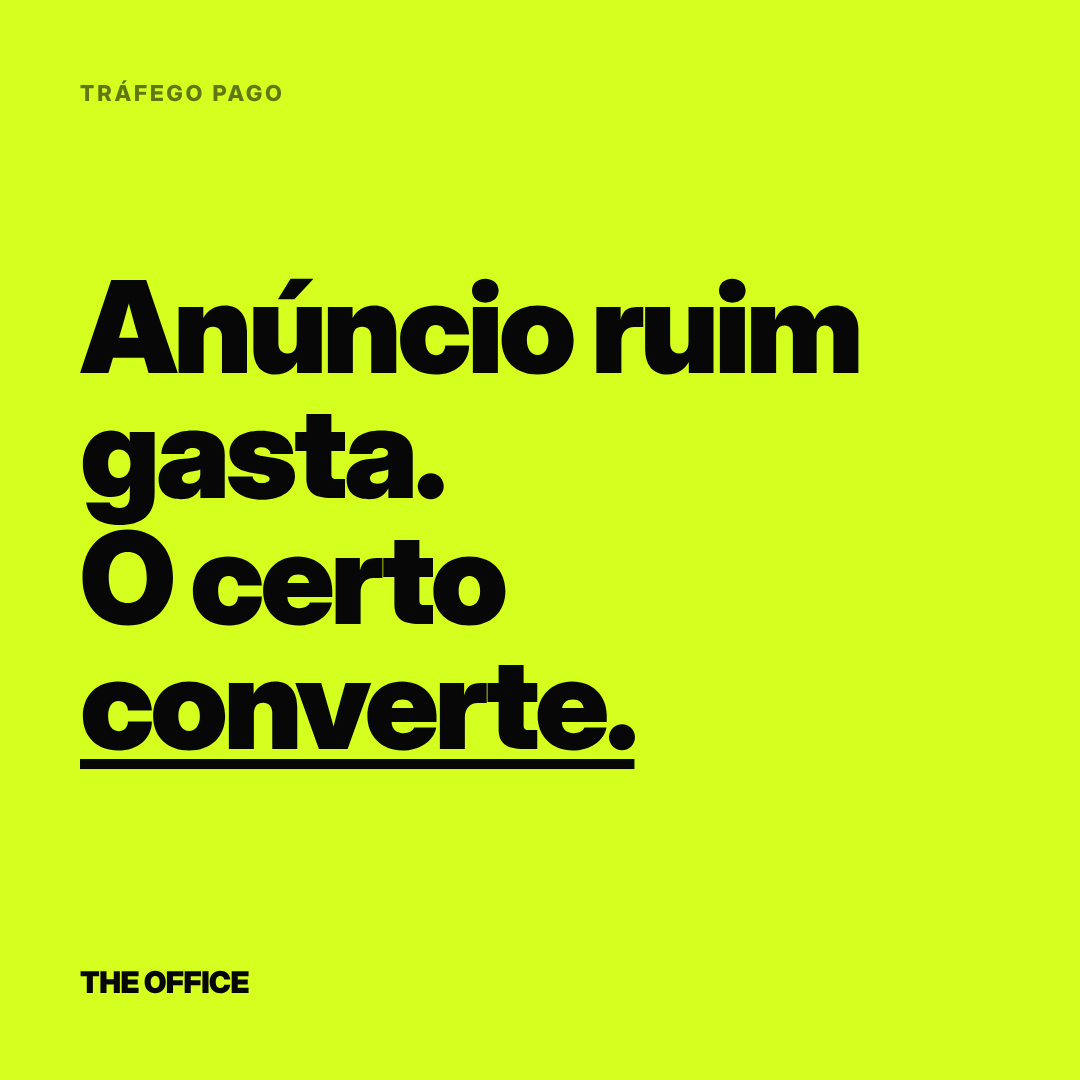 TRÁFEGO PAGO
Anúncio ruim
gasta.
O certo
converte.
THE OFFICE